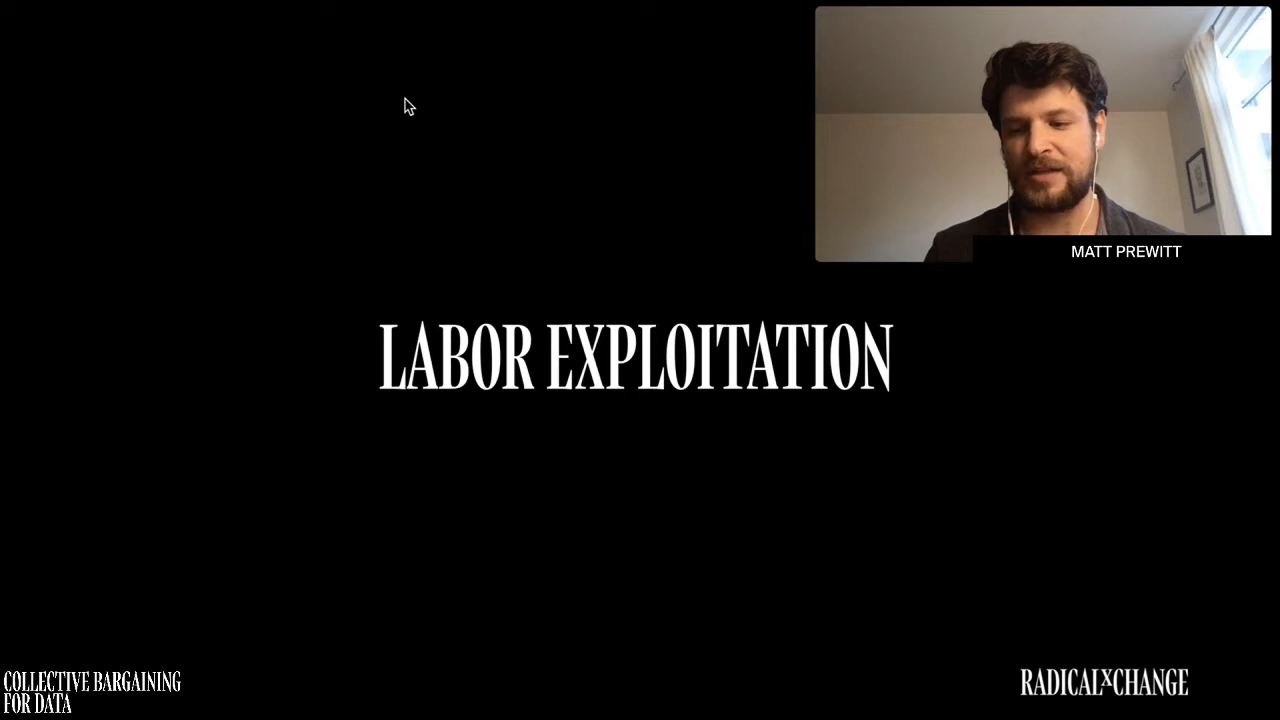 MATT PREWITT
LABOR EXPLOITATION
COLLECTIVE BARGAINING
FOR DATA
RADICALXCHANGE